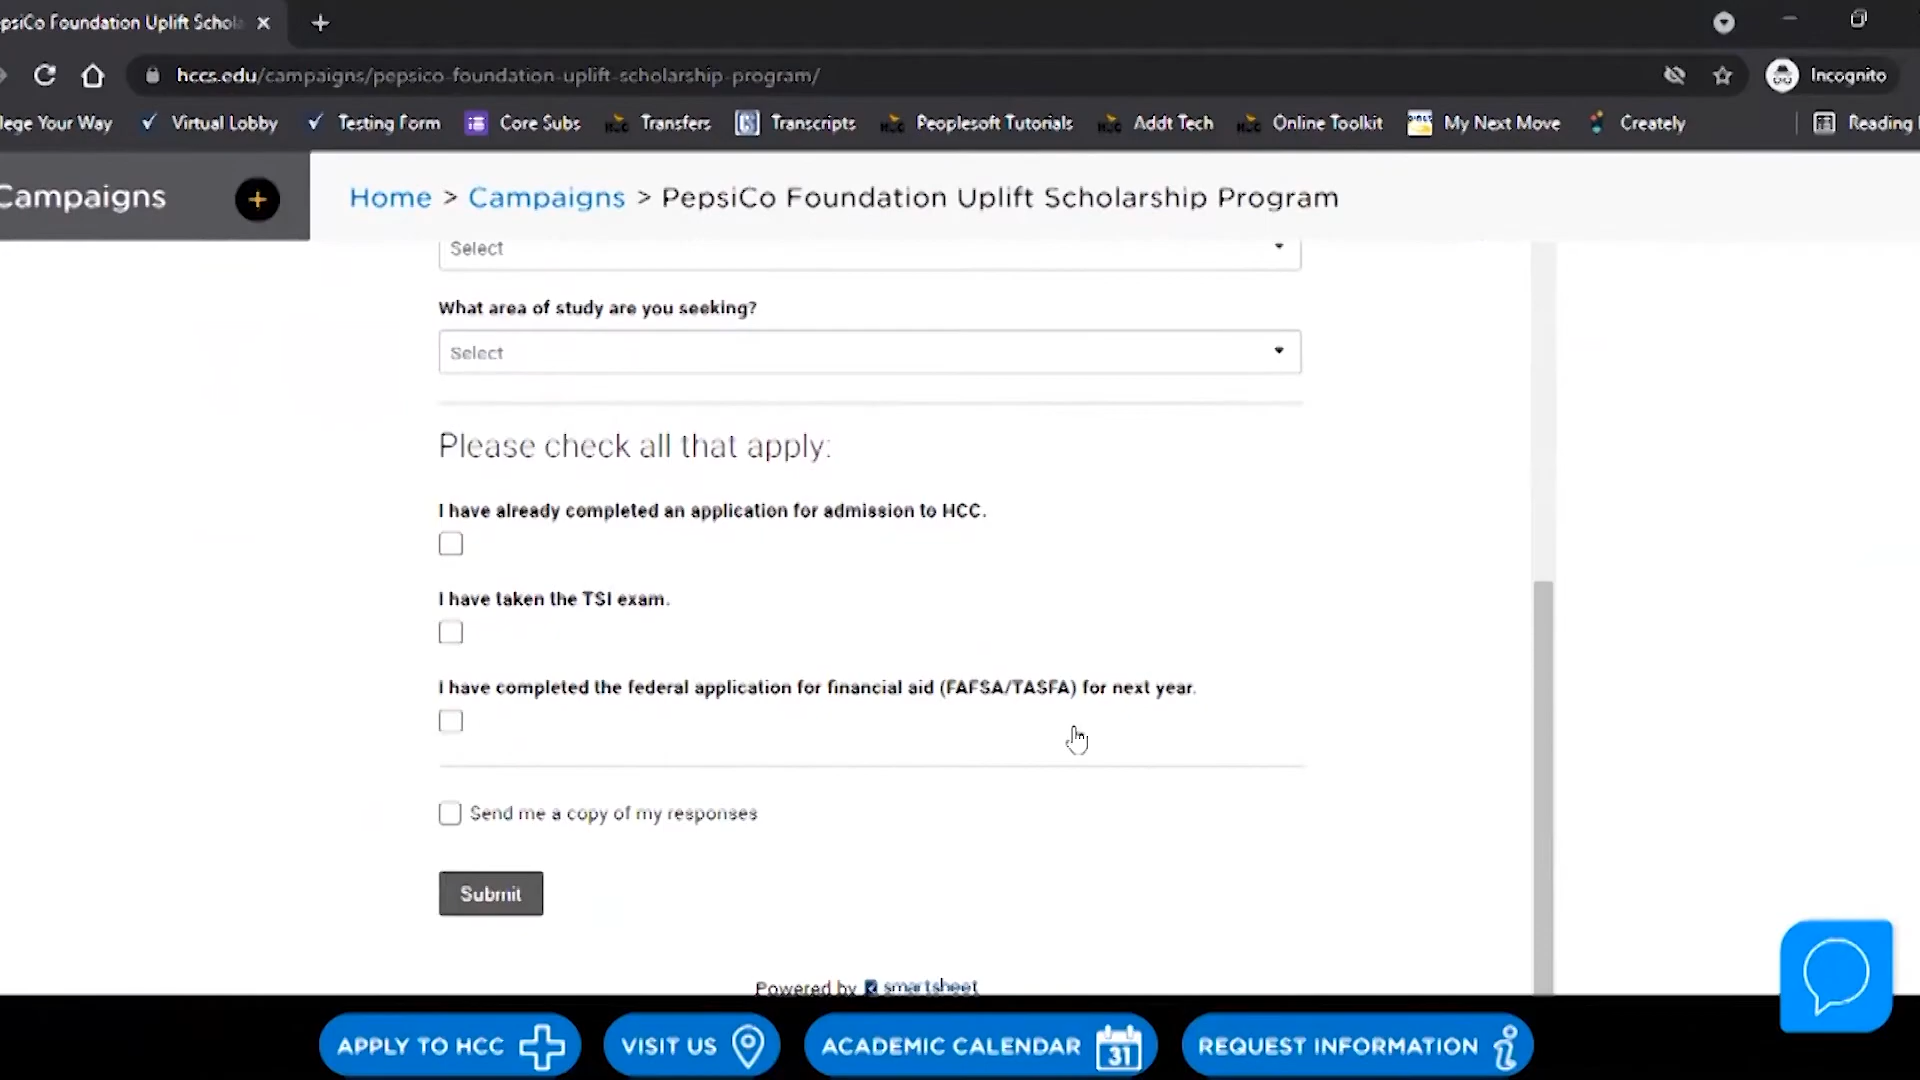 psiCo Foundation Uplift Schol
hccs.edu/campaigns/pepsico-foundation-uplift-scholarship-program/
Incognito
lege Your Way Virtual Lobby Testing Form Core Subs Transfers Transcripts Peoplesoft Tutorials Addt Tech Online Toolkit My Next Move Creately Reading
Campaigns
Home > Campaigns > PepsiCo Foundation Uplift Scholarship Program
Select
What area of study are you seeking?
Select
Please check all that apply:
I have already completed an application for admission to HCC.
I have taken the TSI exam.
I have completed the federal application for financial aid (FAFSA/TASFA) for next year.
Send me a copy of my responses
Submit
Powered by smartsheet
APPLY TO HCC VISIT US ACADEMIC CALENDAR 31 REQUEST INFORMATION